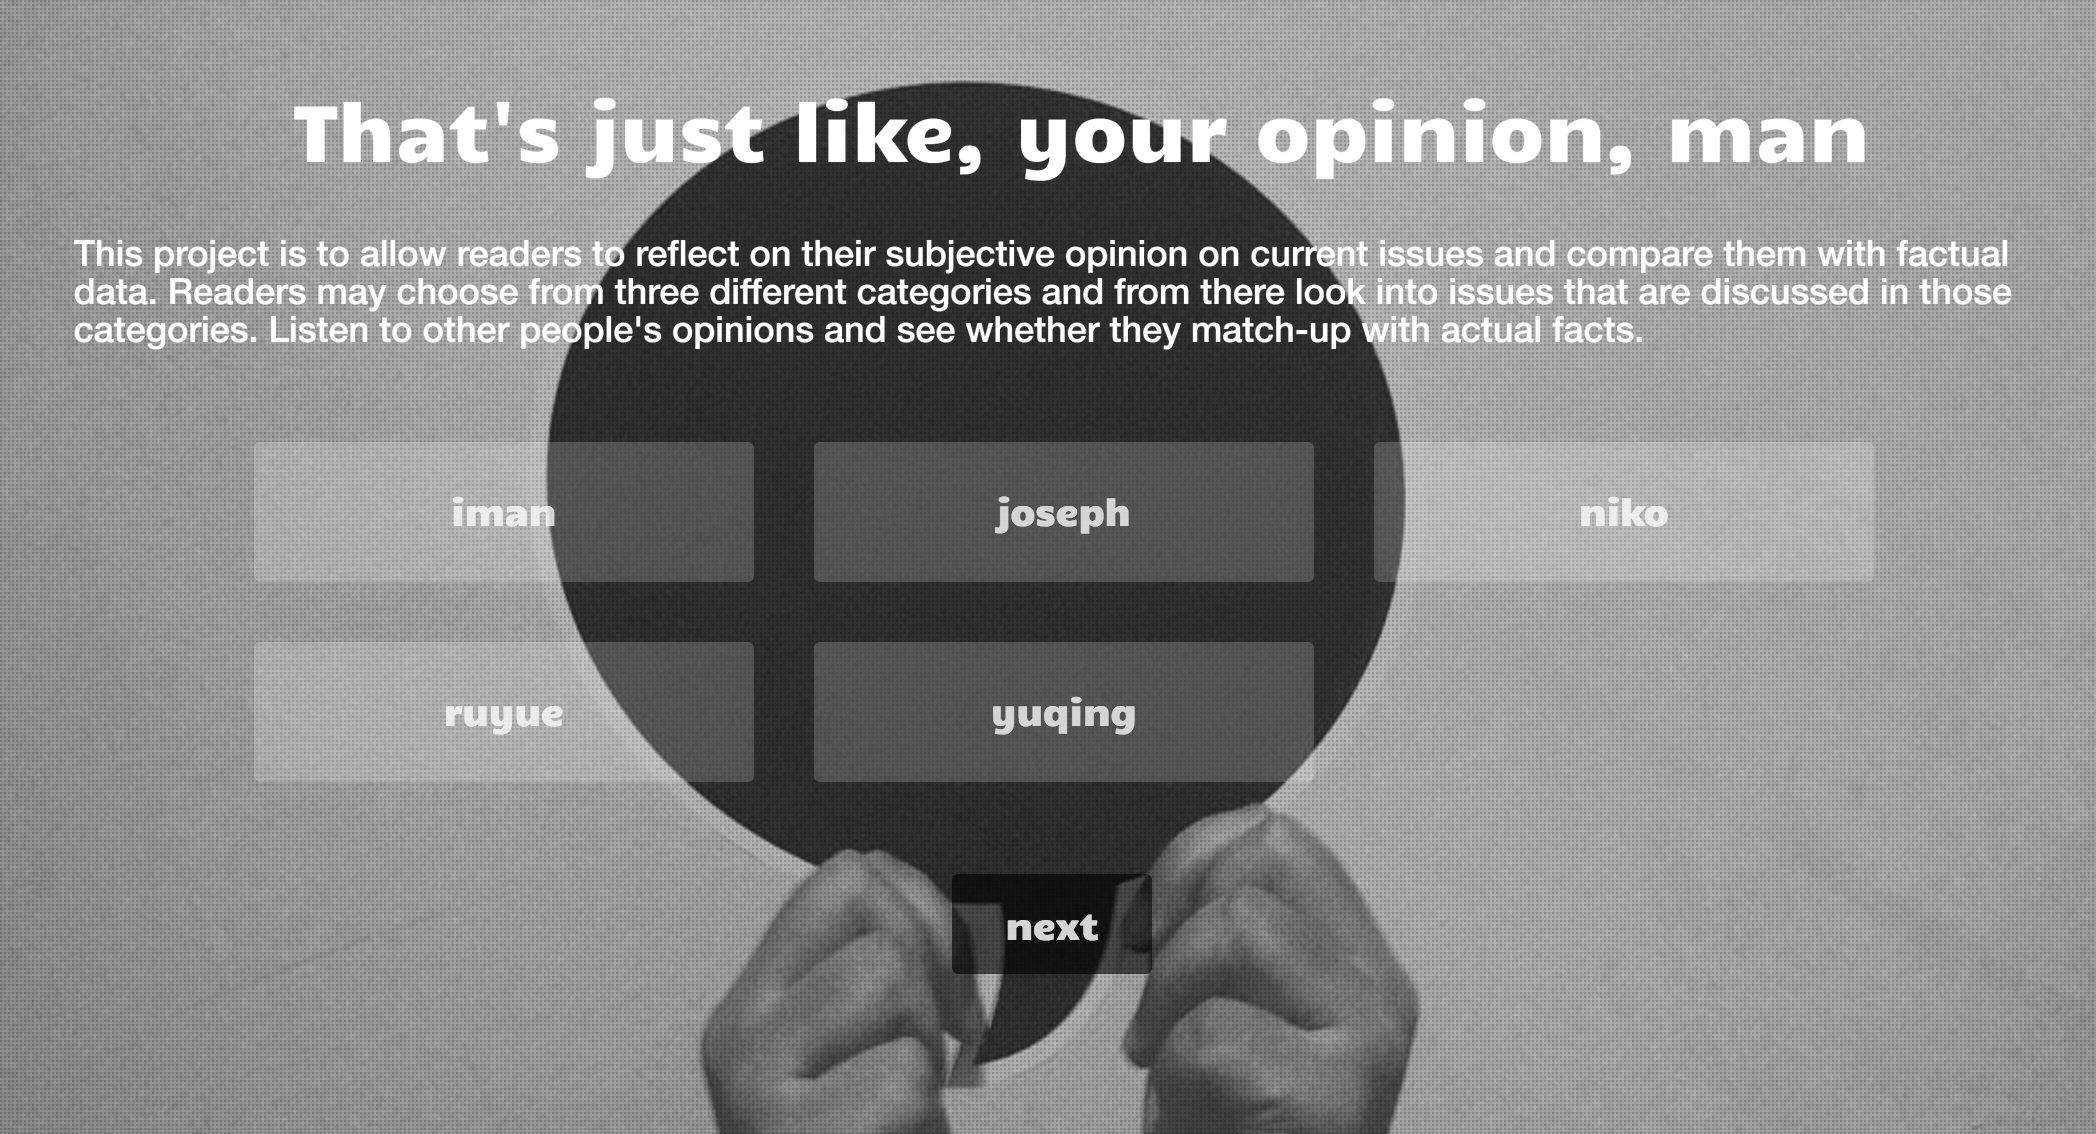 That's just like, your opinion, man
This project is to allow readers to reflect on their subjective opinion on current issues and compare them with factual
data. Readers may choose from three different categories and from there look into issues that are discussed in those
categories. Listen to other people's opinions and see whether they match-up with actual facts.
iman
joseph
niko
ruyue
yuqing
next